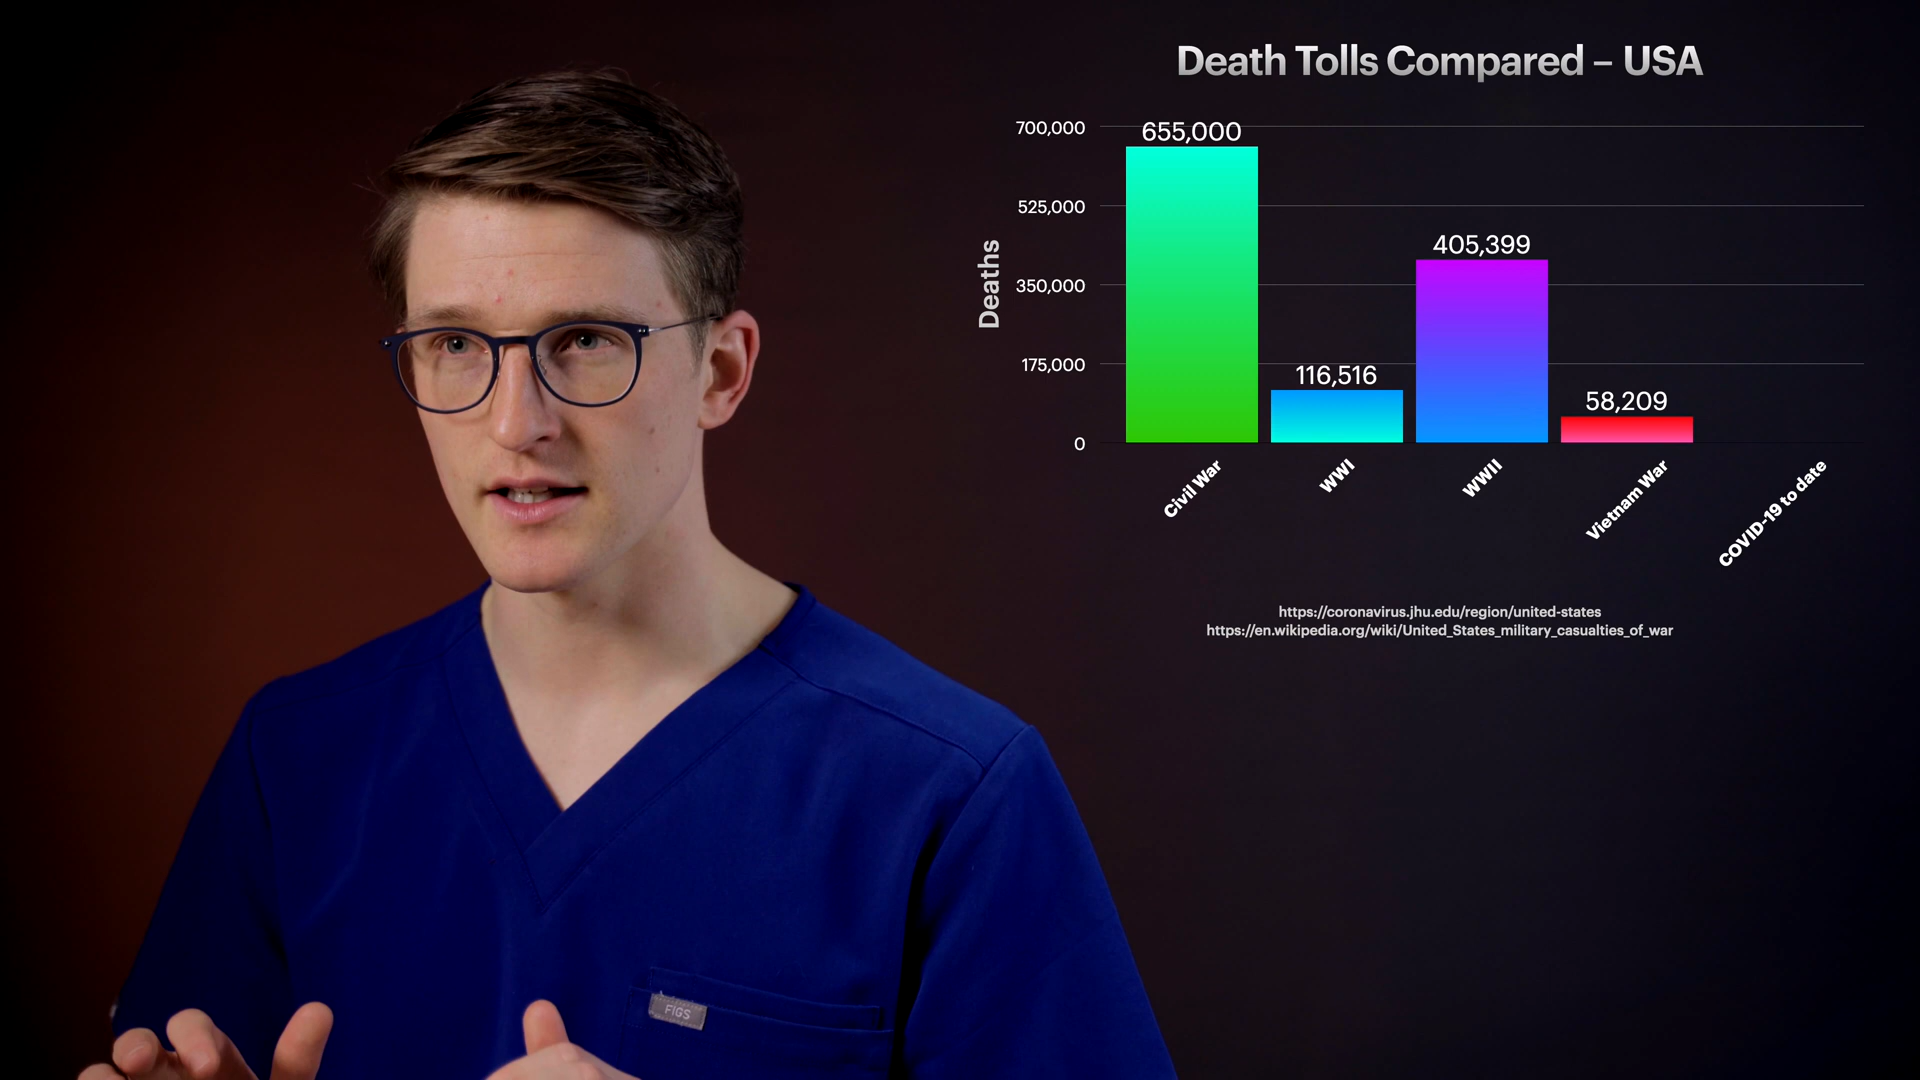 Death Tolls Compared – USA
700,000
525,000
350,000
175,000
0
Deaths
655,000
116,516
405,399
58,209
Civil War
WWI
WWII
Vietnam War
COVID-19 to date
https://coronavirus.jhu.edu/region/united-states
https://en.wikipedia.org/wiki/United_States_military_casualties_of_war
FIGS